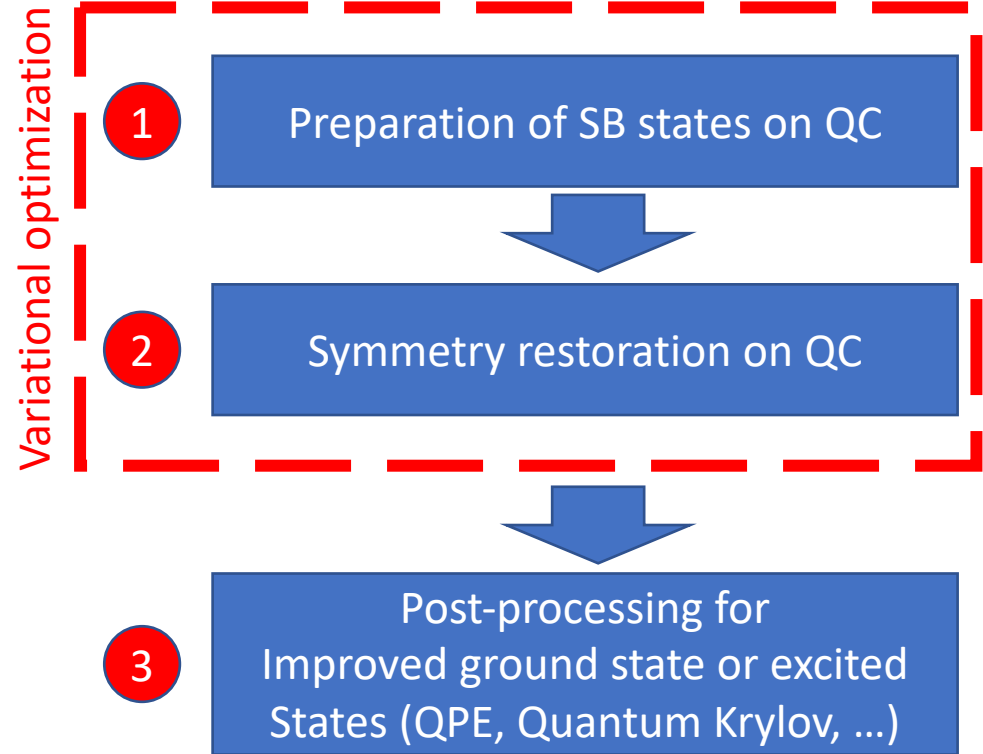 Variational optimization
1
Preparation of SB states on QC
2
Symmetry restoration on QC
3
Post-processing for
Improved ground state or excited
States (QPE, Quantum Krylov, ...)